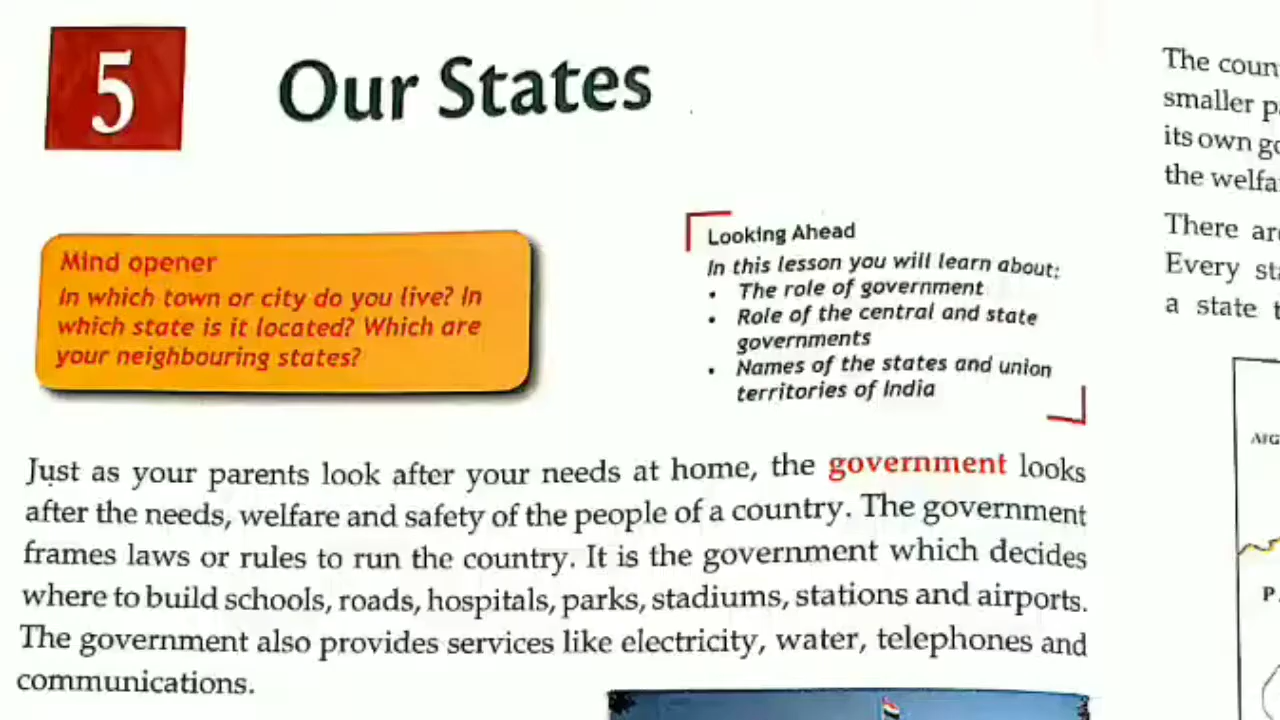 5
Our States
Mind opener
In which town or city do you live? In
which state is it located? Which are
your neighbouring states?
Looking Ahead
In this lesson you will learn about:
• The role of government
• Role of the central and state
governments
• Names of the states and union
territories of India
Just as your parents look after your needs at home, the government looks
after the needs, welfare and safety of the people of a country. The government
frames laws or rules to run the country. It is the government which decides
where to build schools, roads, hospitals, parks, stadiums, stations and airports.
The government also provides services like electricity, water, telephones and
communications.
The
smaller
its own
the
There
Every
a state